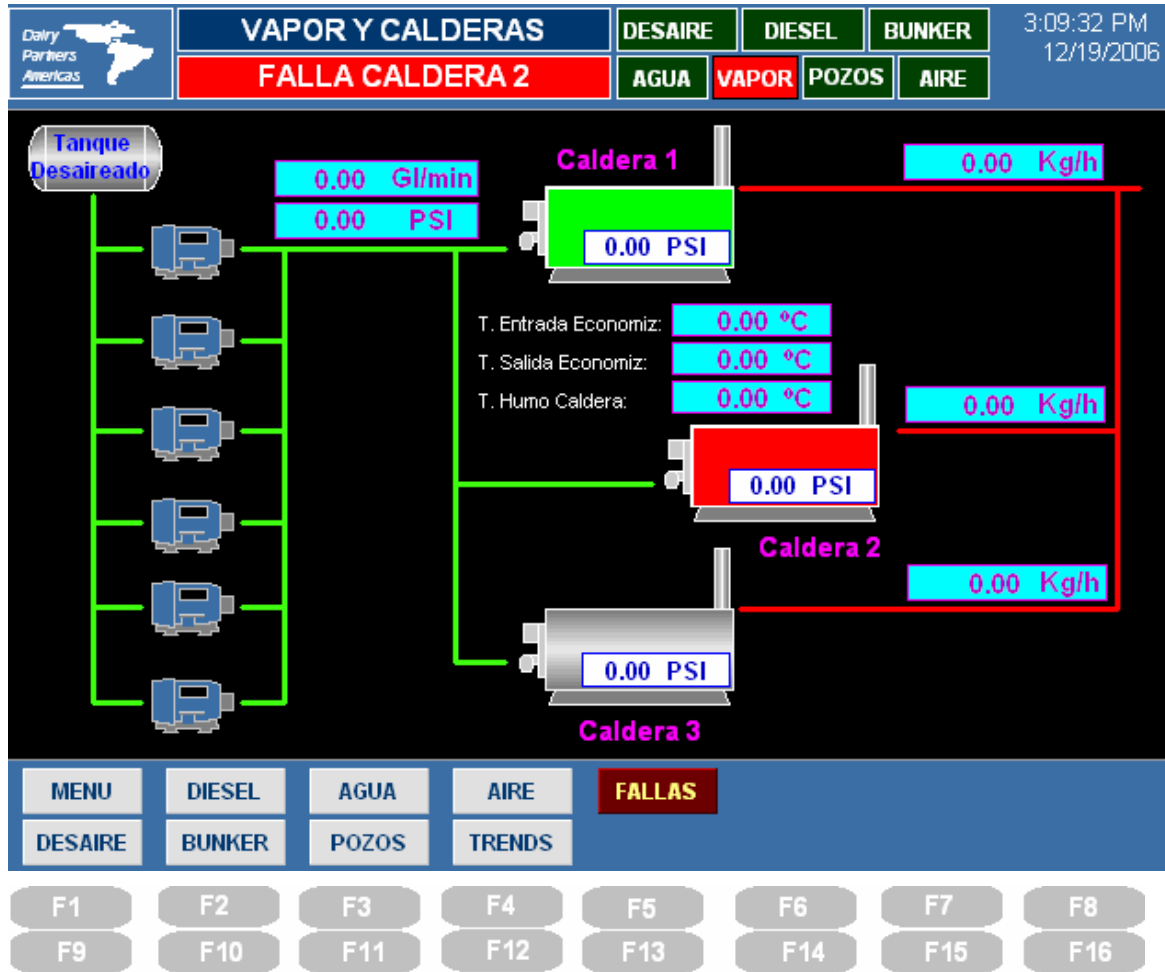 Dairy
Partners
Americas
VAPOR Y CALDERAS
FALLA CALDERA 2
DESAIRE
DIESEL
BUNKER
AGUA
VAPOR
POZOS
AIRE
3:09:32 PM
12/19/2006
Tanque
Desaireado
0.00 Gl/min
0.00 PSI
Caldera 1
0.00 PSI
0.00 Kg/h
T. Entrada Economiz: 0.00 ºC
T. Salida Economiz: 0.00 ºC
T. Humo Caldera: 0.00 ºC
0.00 Kg/h
0.00 PSI
Caldera 2
0.00 Kg/h
0.00 PSI
Caldera 3
MENU
DIESEL
AGUA
AIRE
FALLAS
DESAIRE
BUNKER
POZOS
TRENDS
F1
F2
F3
F4
F5
F6
F7
F8
F9
F10
F11
F12
F13
F14
F15
F16